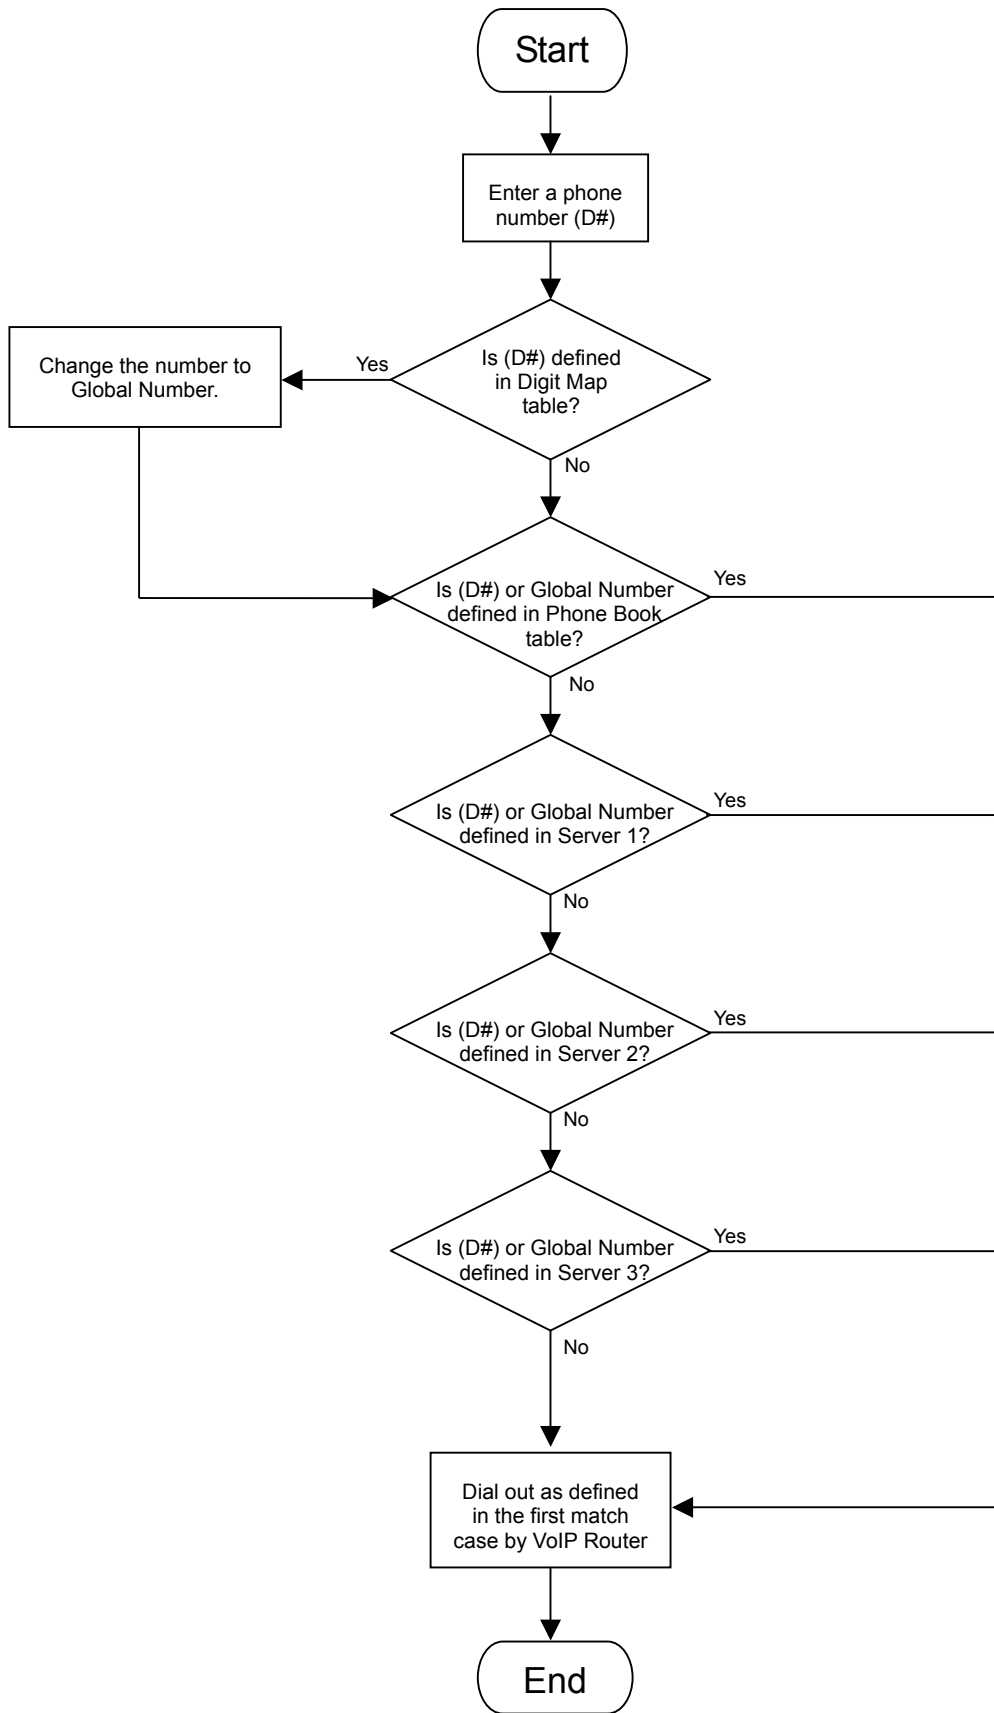 Start
Enter a phone
number (D#)
Is (D#) defined
in Digit Map
table?
Yes
Change the number to
Global Number.
No
Is (D#) or Global Number
defined in Phone Book
table?
Yes
No
Is (D#) or Global Number
defined in Server 1?
Yes
No
Is (D#) or Global Number
defined in Server 2?
Yes
No
Is (D#) or Global Number
defined in Server 3?
Yes
No
Dial out as defined
in the first match
case by VoIP Router
End